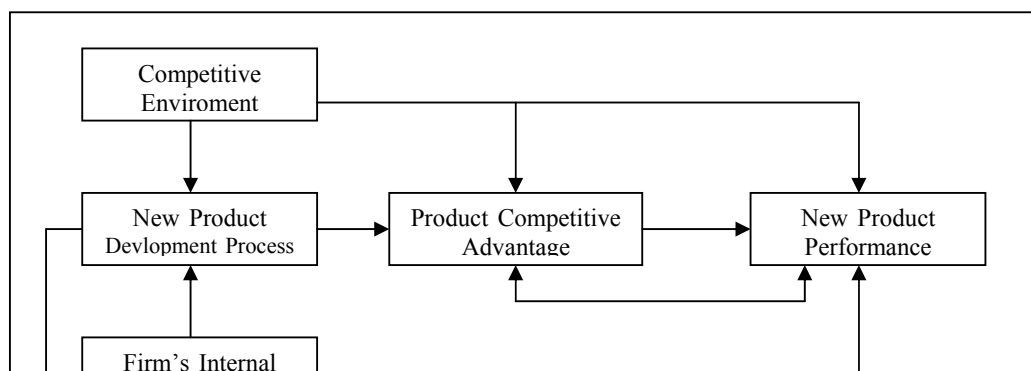 Competitive
Enviroment
New Product
Devlopment Process
Product Competitive
Advantage
New Product
Performance
Firm's Internal